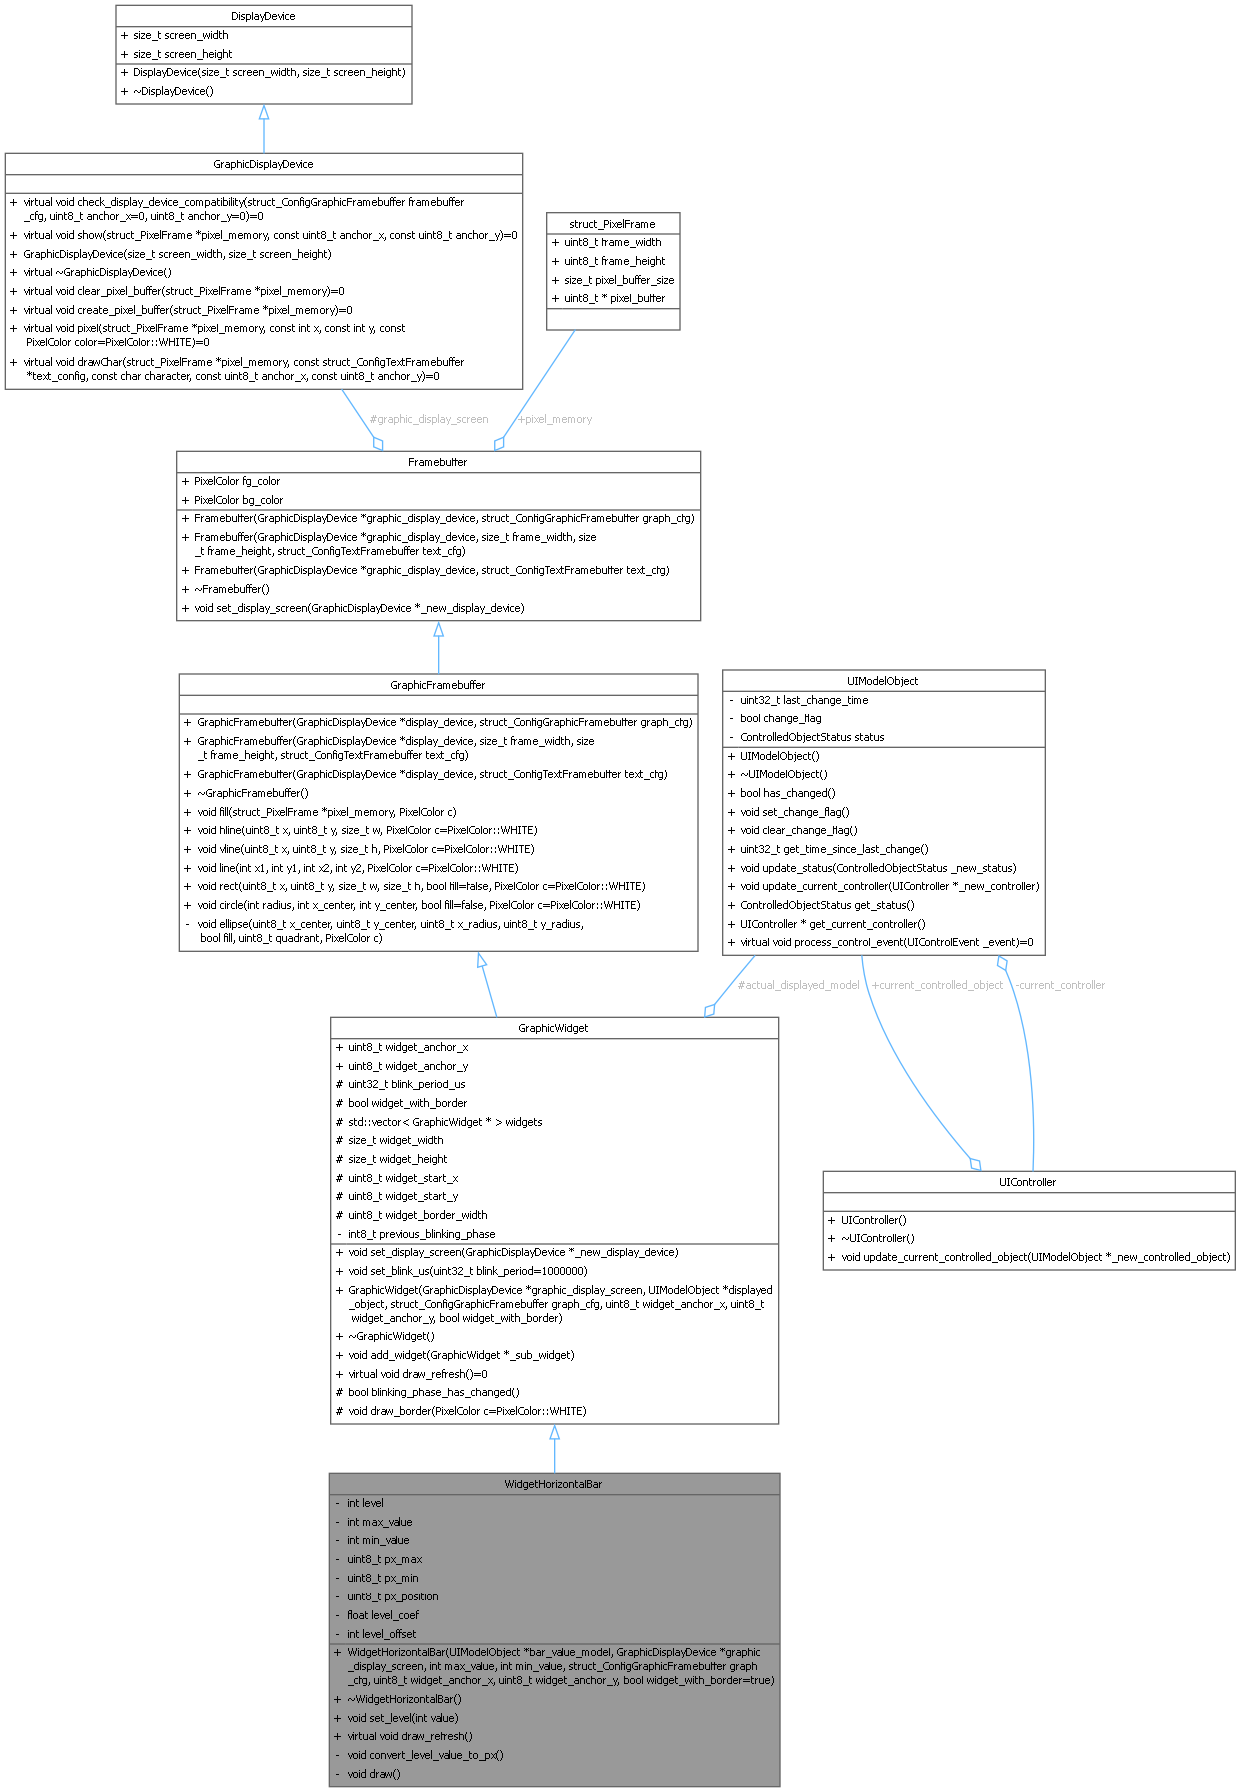 DisplayDevice
+ size_t screen_width
+ size_t screen_height
+ DisplayDevice(size_t screen_width, size_t screen_height)
+ ~DisplayDevice()
GraphicDisplayDevice
+ virtual void check_display_device_compatibility(struct_ConfigGraphicFramebuffer framebuffer
_cfg, uint8_t anchor_x=0, uint8_t anchor_y=0)=0
+ virtual void show(struct_PixelFrame *pixel_memory, const uint8_t anchor_x, const uint8_t anchor_y)=0
+ GraphicDisplayDevice(size_t screen_width, size_t screen_height)
+ virtual ~GraphicDisplayDevice()
+ virtual void clear_pixel_buffer(struct_PixelFrame *pixel_memory)=0
+ virtual void create_pixel_buffer(struct_PixelFrame *pixel_memory)=0
+ virtual void pixel(struct_PixelFrame *pixel_memory, const int x, const int y, const
PixelColor color=PixelColor::WHITE)=0
+ virtual void drawChar(struct_PixelFrame *pixel_memory, const struct_ConfigTextFramebuffer
*text_config, const char character, const uint8_t anchor_x, const uint8_t anchor_y)=0
struct_PixelFrame
+ uint8_t frame_width
+ uint8_t frame_height
+ size_t pixel_buffer_size
+ uint8_t * pixel_buffer
#graphic_display_screen
+pixel_memory
Framebuffer
+ PixelColor fg_color
+ PixelColor bg_color
+ Framebuffer(GraphicDisplayDevice *graphic_display_device, struct_ConfigGraphicFramebuffer graph_cfg)
+ Framebuffer(GraphicDisplayDevice *graphic_display_device, size_t frame_width, size
_t frame_height, struct_ConfigTextFramebuffer text_cfg)
+ Framebuffer(GraphicDisplayDevice *graphic_display_device, struct_ConfigTextFramebuffer text_cfg)
+ ~Framebuffer()
+ void set_display_screen(GraphicDisplayDevice *_new_display_device)
GraphicFramebuffer
+ GraphicFramebuffer(GraphicDisplayDevice *display_device, struct_ConfigGraphicFramebuffer graph_cfg)
+ GraphicFramebuffer(GraphicDisplayDevice *display_device, size_t frame_width, size
_t frame_height, struct_ConfigTextFramebuffer text_cfg)
+ GraphicFramebuffer(GraphicDisplayDevice *display_device, struct_ConfigTextFramebuffer text_cfg)
+ ~GraphicFramebuffer()
+ void fill(struct_PixelFrame *pixel_memory, PixelColor c)
+ void hline(uint8_t x, uint8_t y, size_t w, PixelColor c=PixelColor::WHITE)
+ void vline(uint8_t x, uint8_t y, size_t h, PixelColor c=PixelColor::WHITE)
+ void line(int x1, int y1, int x2, int y2, PixelColor c=PixelColor::WHITE)
+ void rect(uint8_t x, uint8_t y, size_t w, size_t h, bool fill=false, PixelColor c=PixelColor::WHITE)
+ void circle(int radius, int x_center, int y_center, bool fill=false, PixelColor c=PixelColor::WHITE)
- void ellipse(uint8_t x_center, uint8_t y_center, uint8_t x_radius, uint8_t y_radius,
bool fill, uint8_t quadrant, PixelColor c)
UIModelObject
- uint32_t last_change_time
- bool change_flag
- ControlledObjectStatus status
+ UIModelObject()
+ ~UIModelObject()
+ bool has_changed()
+ void set_change_flag()
+ void clear_change_flag()
+ uint32_t get_time_since_last_change()
+ void update_status(ControlledObjectStatus _new_status)
+ void update_current_controller(UIController *_new_controller)
+ ControlledObjectStatus get_status()
+ UIController * get_current_controller()
+ virtual void process_control_event(UIControlEvent _event)=0
#actual_displayed_model
+current_controlled_object
-current_controller
GraphicWidget
+ uint8_t widget_anchor_x
+ uint8_t widget_anchor_y
# uint32_t blink_period_us
# bool widget_with_border
# std::vector< GraphicWidget * > widgets
# size_t widget_width
# size_t widget_height
# uint8_t widget_start_x
# uint8_t widget_start_y
# uint8_t widget_border_width
- int8_t previous_blinking_phase
+ void set_display_screen(GraphicDisplayDevice *_new_display_device)
+ void set_blink_us(uint32_t blink_period=1000000)
+ GraphicWidget(GraphicDisplayDevice *graphic_display_screen, UIModelObject *displayed
_object, struct_ConfigGraphicFramebuffer graph_cfg, uint8_t widget_anchor_x, uint8_t
widget_anchor_y, bool widget_with_border)
+ ~GraphicWidget()
+ void add_widget(GraphicWidget *_sub_widget)
+ virtual void draw_refresh()=0
# bool blinking_phase_has_changed()
# void draw_border(PixelColor c=PixelColor::WHITE)
UIController
+ UIController()
+ ~UIController()
+ void update_current_controlled_object(UIModelObject *_new_controlled_object)
WidgetHorizontalBar
- int level
- int max_value
- int min_value
- uint8_t px_max
- uint8_t px_min
- uint8_t px_position
- float level_coef
- int level_offset
+ WidgetHorizontalBar(UIModelObject *bar_value_model, GraphicDisplayDevice *graphic
_display_screen, int max_value, int min_value, struct_ConfigGraphicFramebuffer graph
_cfg, uint8_t widget_anchor_x, uint8_t widget_anchor_y, bool widget_with_border=true)
+ ~WidgetHorizontalBar()
+ void set_level(int value)
+ virtual void draw_refresh()
- void convert_level_value_to_px()
- void draw()